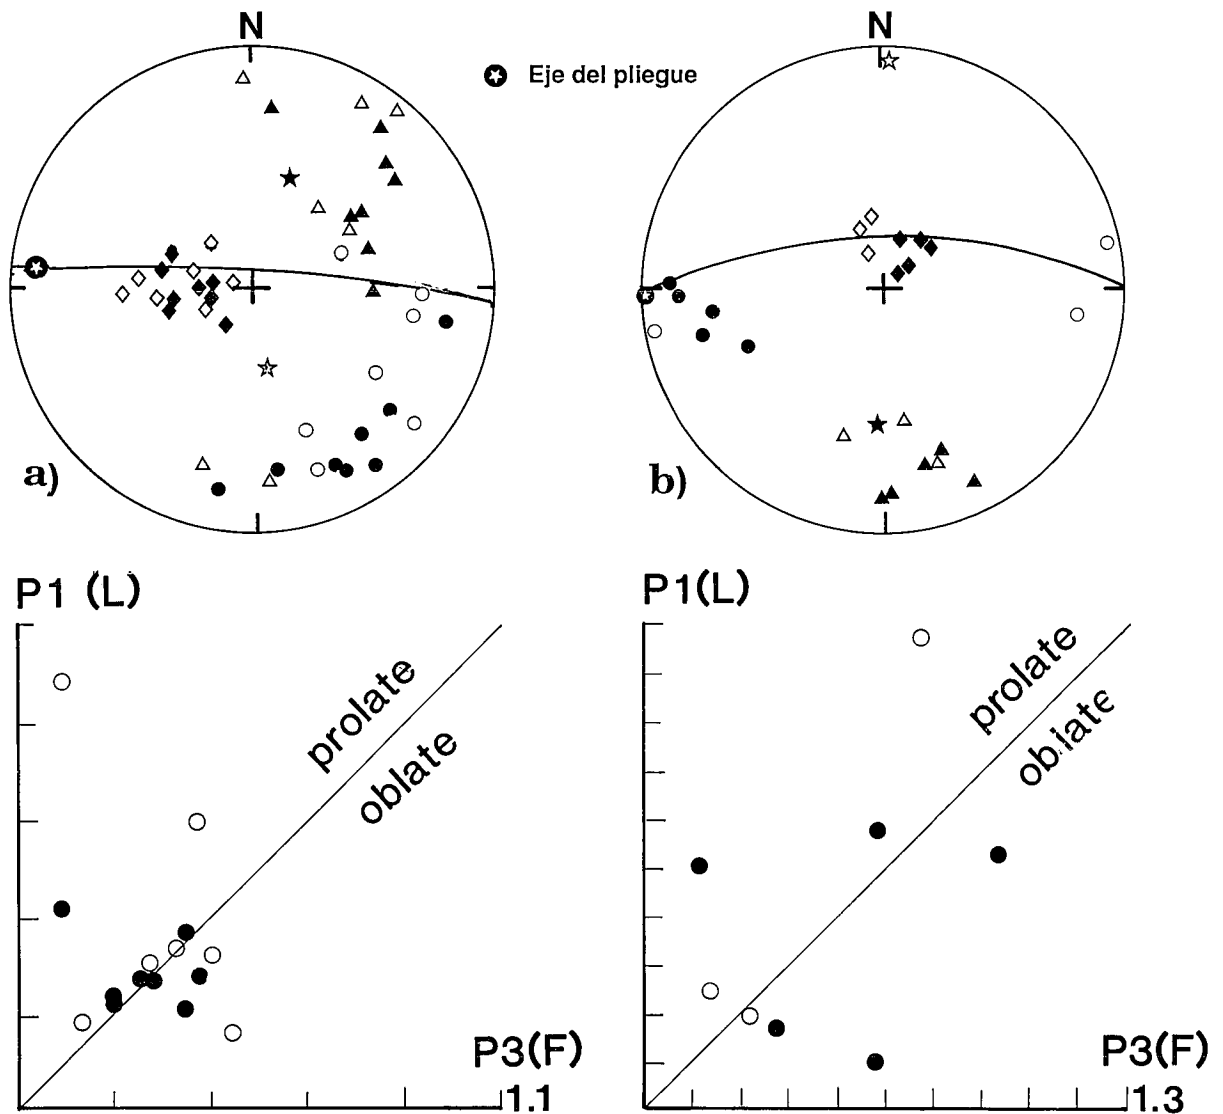 N
N
Eje del pliegue
a)
b)
P1 (L)
P1(L)
prolate
oblate
prolate
oblate
P3(F)
1.1
P3(F)
1.3